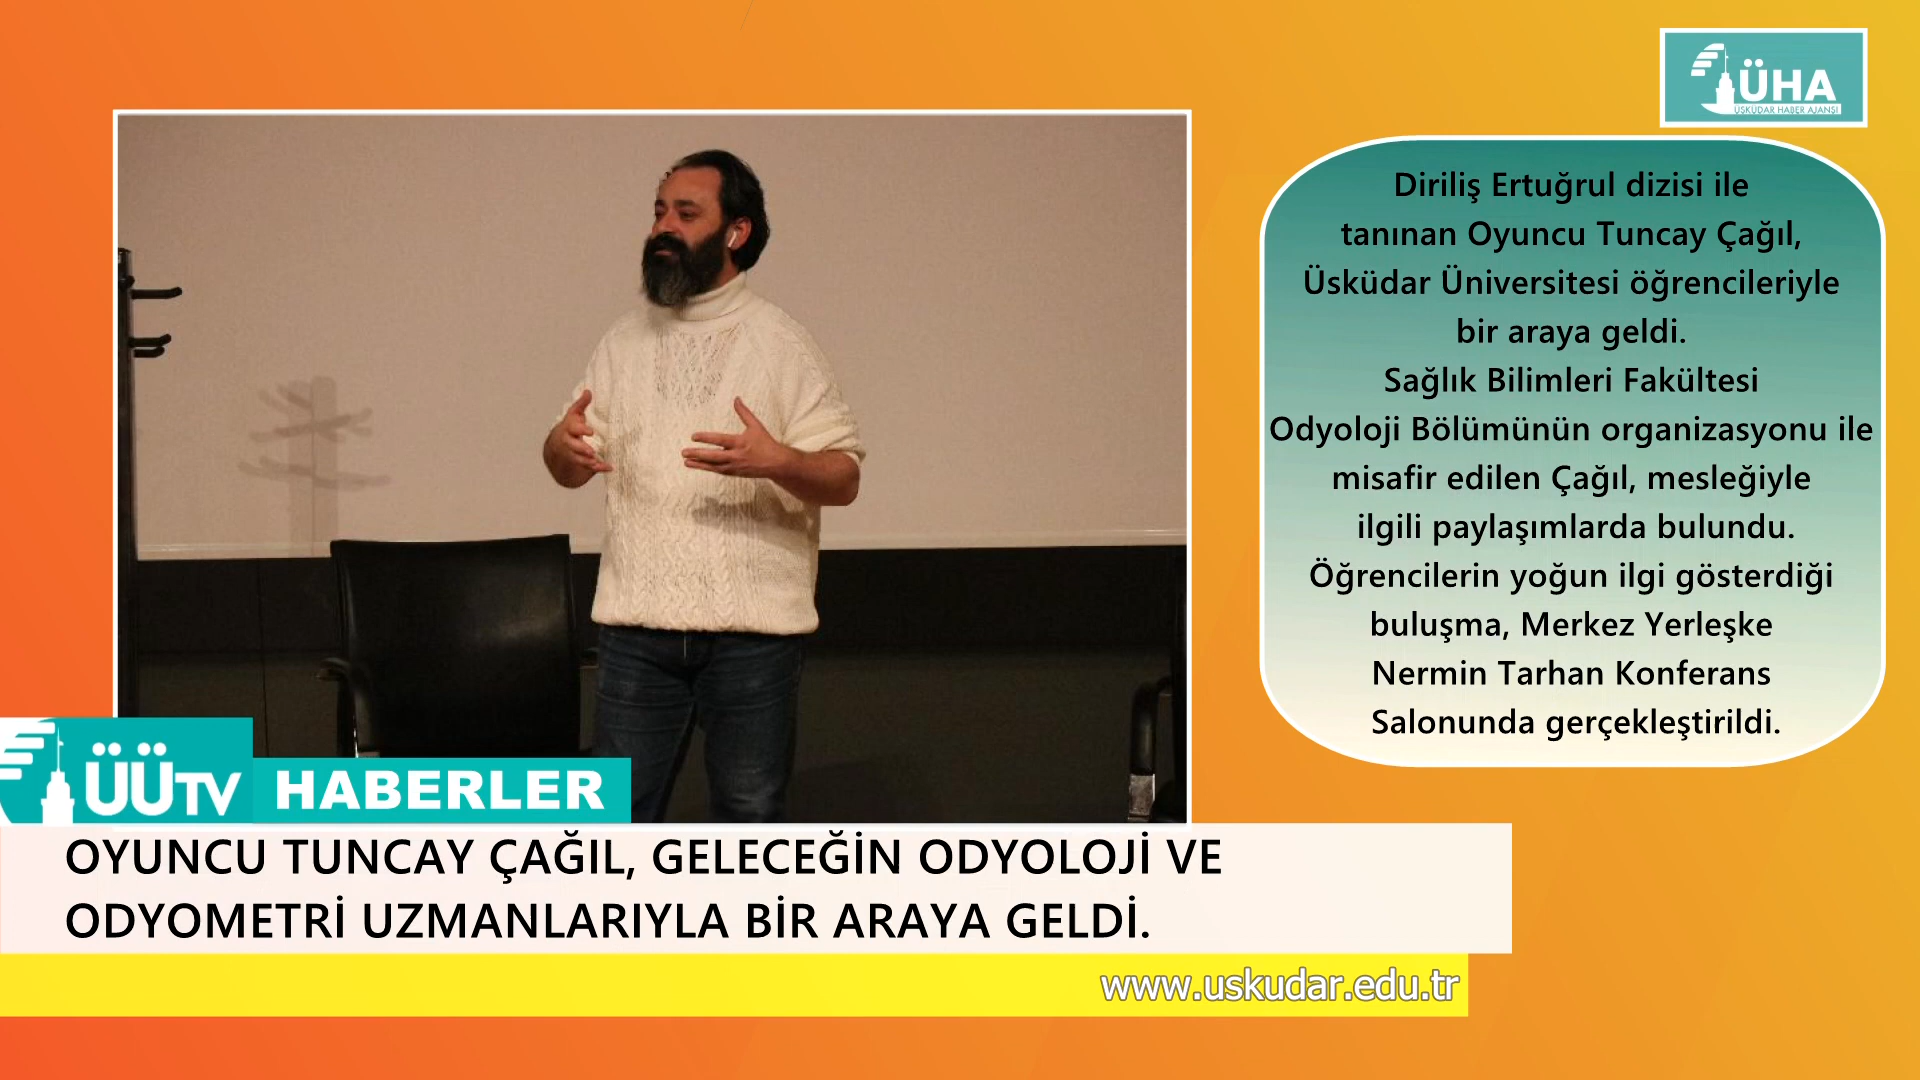 ÜHA
ÜSKÜDAR HABER AJANSI
Diriliş Ertuğrul dizisi ile
tanınan Oyuncu Tuncay Çağıl,
Üsküdar Üniversitesi öğrencileriyle
bir araya geldi.
Sağlık Bilimleri Fakültesi
Odyoloji Bölümünün organizasyonu ile
misafir edilen Çağıl, mesleğiyle
ilgili paylaşımlarda bulundu.
Öğrencilerin yoğun ilgi gösterdiği
buluşma, Merkez Yerleşke
Nermin Tarhan Konferans
Salonunda gerçekleştirildi.
ÜÜTV HABERLER
OYUNCU TUNCAY ÇAĞIL, GELECEĞİN ODYOLOJİ VE
ODYOMETRİ UZMANLARIYLA BİR ARAYA GELDİ.
www.uskudar.edu.tr